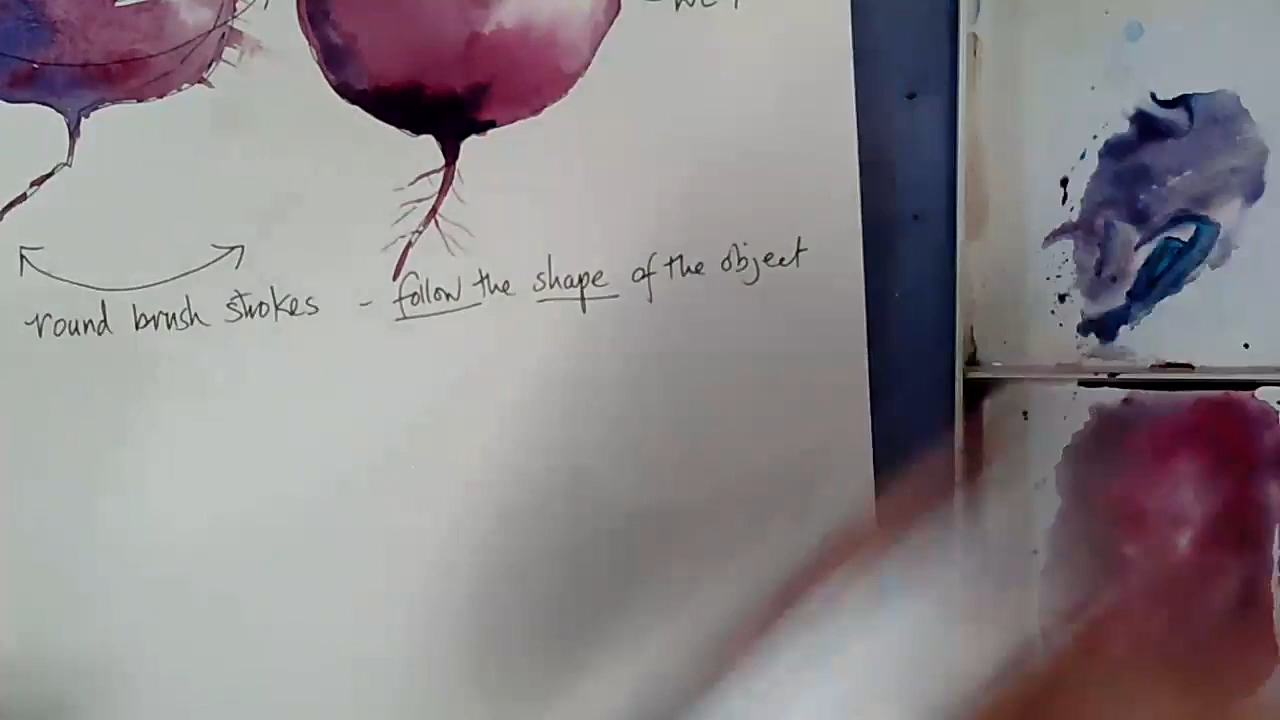 round brush strokes - follow the shape of the object